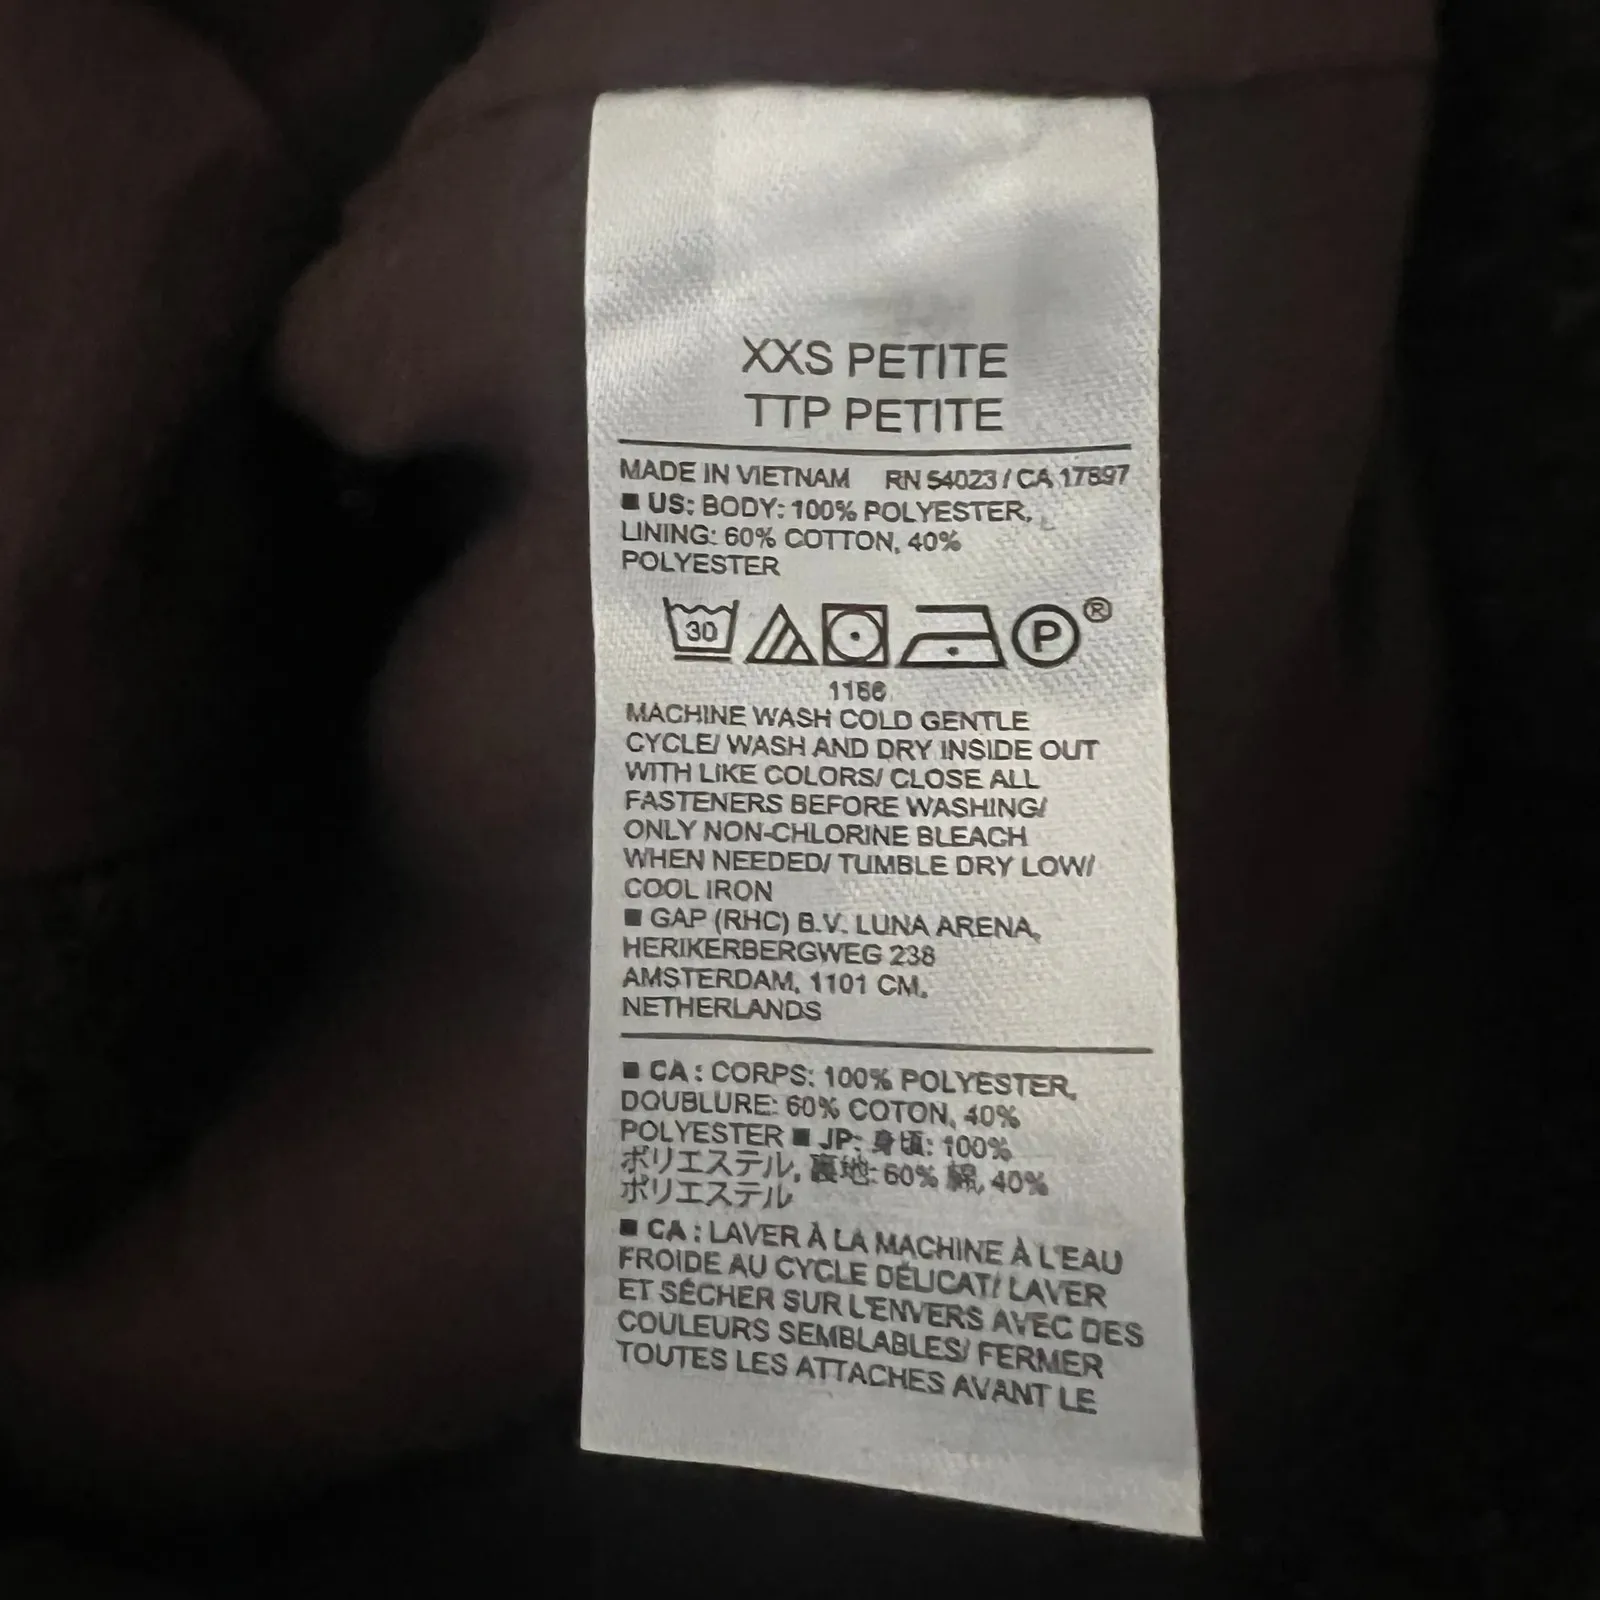 XXS PETITE
TTP PETITE
MADE IN VIETNAM RN 54023 / CA 17897
■ US: BODY: 100% POLYESTER,
LINING: 60% COTTON, 40%
POLYESTER
30 P ®
1166
MACHINE WASH COLD GENTLE
CYCLE/ WASH AND DRY INSIDE OUT
WITH LIKE COLORS/ CLOSE ALL
FASTENERS BEFORE WASHING/
ONLY NON-CHLORINE BLEACH
WHEN NEEDED/ TUMBLE DRY LOW/
COOL IRON
■ GAP (RHC) B.V. LUNA ARENA,
HERIKERBERGWEG 238
AMSTERDAM, 1101 CM,
NETHERLANDS
■ CA : CORPS: 100% POLYESTER,
DOUBLURE: 60% COTON, 40%
POLYESTER ■ JP: 身頃: 100%
ポリエステル, 裏地: 60% 綿, 40%
ポリエステル
■ CA : LAVER À LA MACHINE À L'EAU
FROIDE AU CYCLE DÉLICAT/ LAVER
ET SÉCHER SUR L'ENVERS AVEC DES
COULEURS SEMBLABLES/ FERMER
TOUTES LES ATTACHES AVANT LE